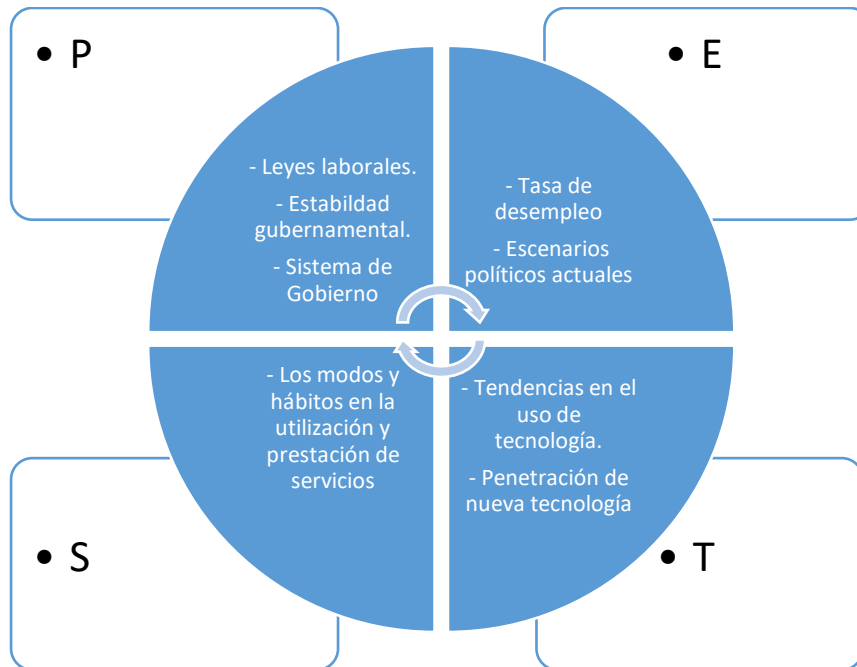 • P
- Leyes laborales.
- Estabildad
gubernamental.
- Sistema de
Gobierno
• E
- Tasa de
desempleo
- Escenarios
políticos actuales
• S
- Los modos y
hábitos en la
utilización y
prestación de
servicios
• T
- Tendencias en el
uso de
tecnología.
- Penetración de
nueva tecnología